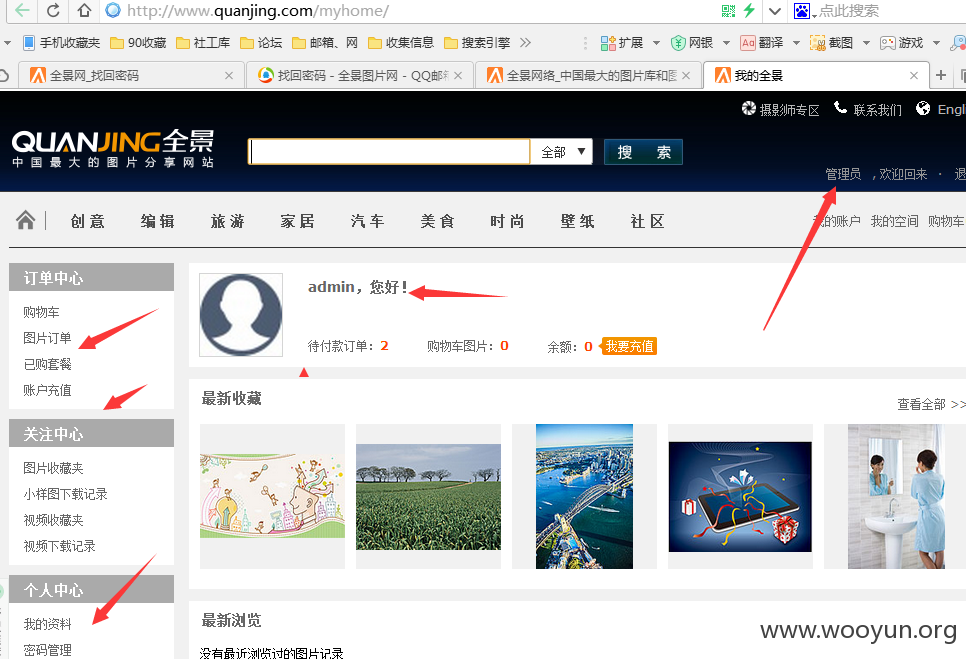 http://www.quanjing.com/myhome/
点此搜索
手机收藏夹 90收藏 社工库 论坛 邮箱、网 收集信息 搜索引擎 扩展 网银 Aa 翻译 截图 游戏
全景网_找回密码 找回密码 - 全景图片网 - QQ邮箱 全景网络_中国最大的图片库和图 我的全景
摄影师专区 联系我们 Engl
QUANJING全景
中国最大的图片分享网站
全部 ▼ 搜 索
管理员 ,欢迎回来 · 退
创意 编辑 旅游 家居 汽车 美食 时尚 壁纸 社区
我的账户 我的空间 购物车
订单中心
购物车
图片订单
已购套餐
账户充值
关注中心
图片收藏夹
小样图下载记录
视频收藏夹
视频下载记录
个人中心
我的资料
密码管理
admin，您好！
待付款订单：2 购物车图片：0 余额：0 我要充值
最新收藏
查看全部 >>
最新浏览
没有最近浏览过的图片记录
www.wooyun.org